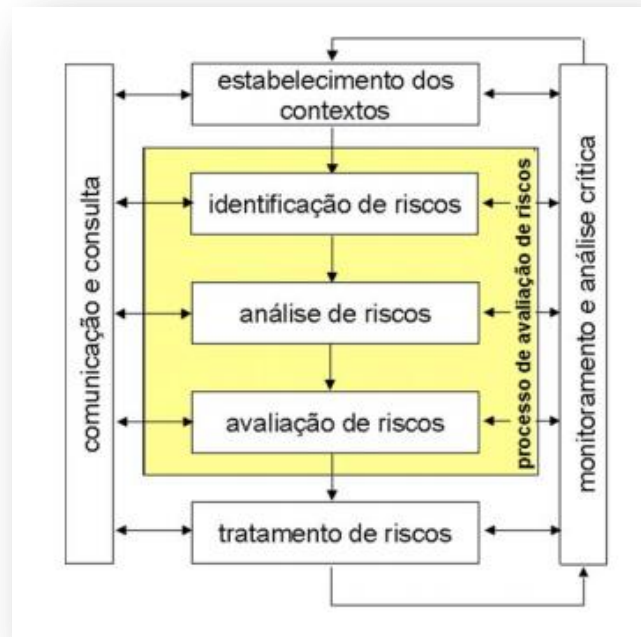 estabelecimento dos
contextos
comunicação e consulta
identificação de riscos
análise de riscos
avaliação de riscos
processo de avaliação de riscos
monitoramento e análise crítica
tratamento de riscos